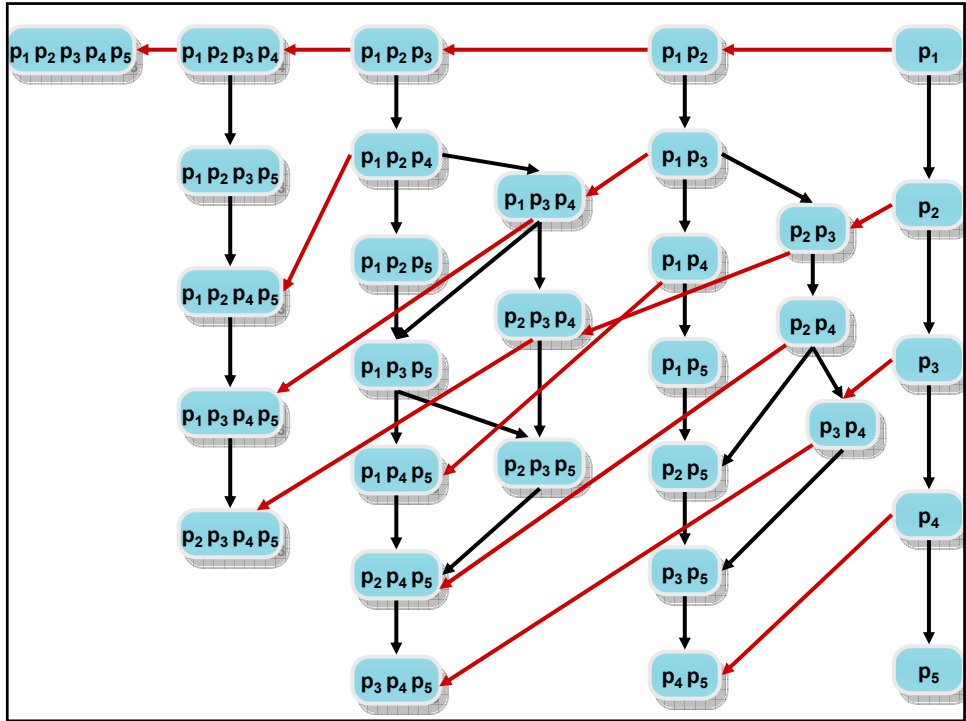 p₁ p₂ p₃ p₄ p₅
p₁ p₂ p₃ p₄
p₁ p₂ p₃
p₁ p₂
p₁
p₁ p₂ p₄
p₁ p₃
p₁ p₂ p₃ p₅
p₁ p₃ p₄
p₂
p₂ p₃
p₁ p₂ p₅
p₁ p₄
p₁ p₂ p₄ p₅
p₂ p₃ p₄
p₂ p₄
p₁ p₃ p₅
p₁ p₅
p₃
p₁ p₃ p₄ p₅
p₃ p₄
p₁ p₄ p₅
p₂ p₃ p₅
p₂ p₅
p₄
p₂ p₃ p₄ p₅
p₂ p₄ p₅
p₃ p₅
p₃ p₄ p₅
p₄ p₅
p₅